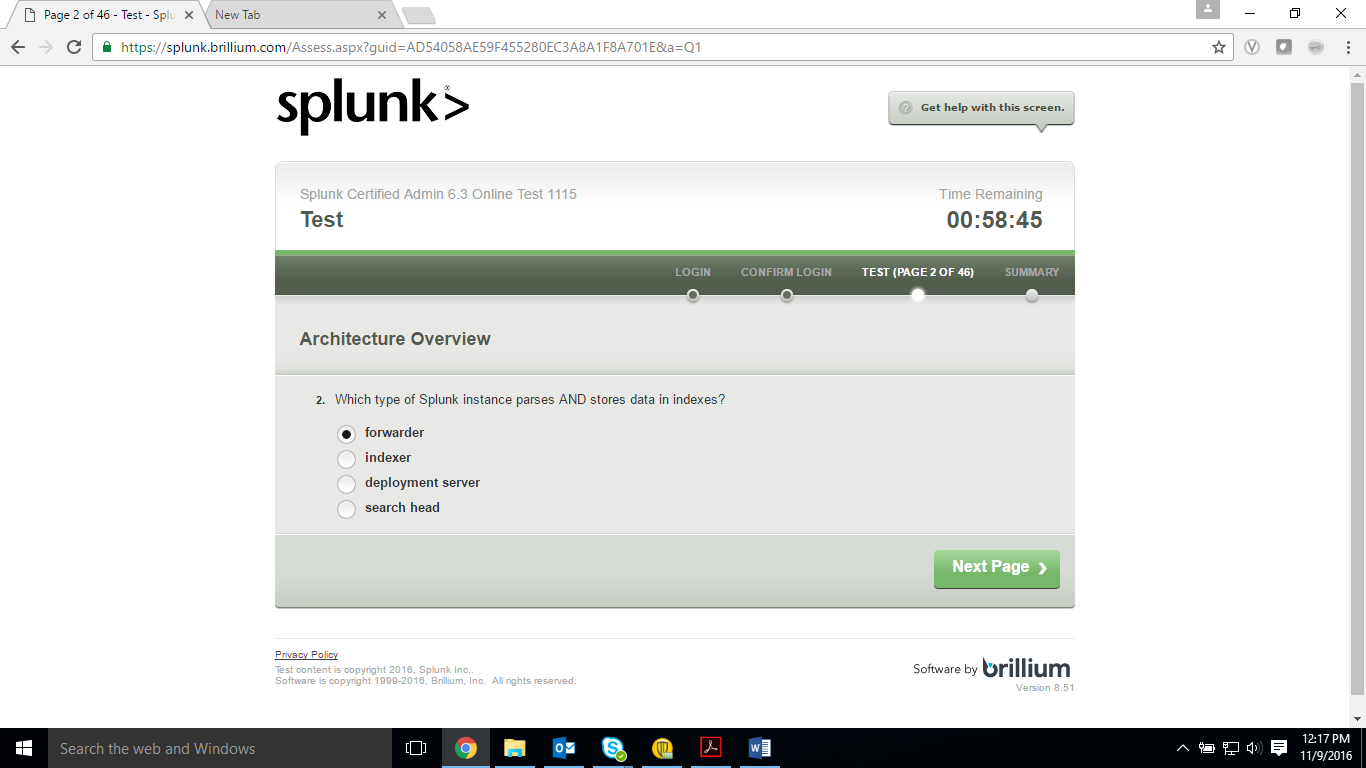 Page 2 of 46 - Test - Splu
New Tab
https://splunk.brillium.com/Assess.aspx?guid=AD54058AE59F455280EC3A8A1F8A701E&a=Q1
splunk>
Get help with this screen.
Splunk Certified Admin 6.3 Online Test 1115
Time Remaining
Test
00:58:45
LOGIN
CONFIRM LOGIN
TEST (PAGE 2 OF 46)
SUMMARY
Architecture Overview
2. Which type of Splunk instance parses AND stores data in indexes?
forwarder
indexer
deployment server
search head
Next Page
Privacy Policy
Test content is copyright 2016, Splunk Inc..
Software is copyright 1999-2016, Brillium, Inc. All rights reserved.
Software by brillium
Version 8.51
Search the web and Windows
12:17 PM
11/9/2016